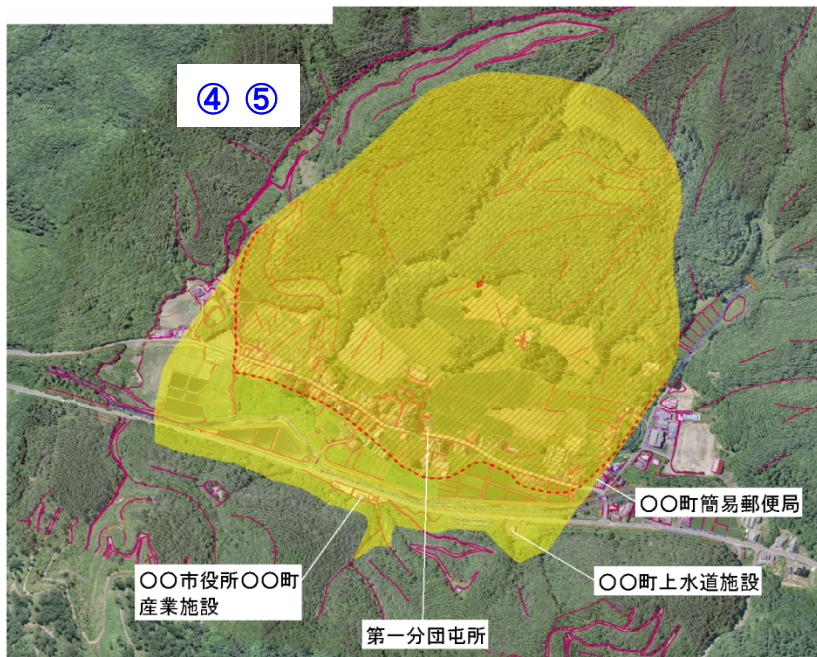 ④ ⑤
〇〇町簡易郵便局
〇〇市役所〇〇町
産業施設
〇〇町上水道施設
第一分団屯所